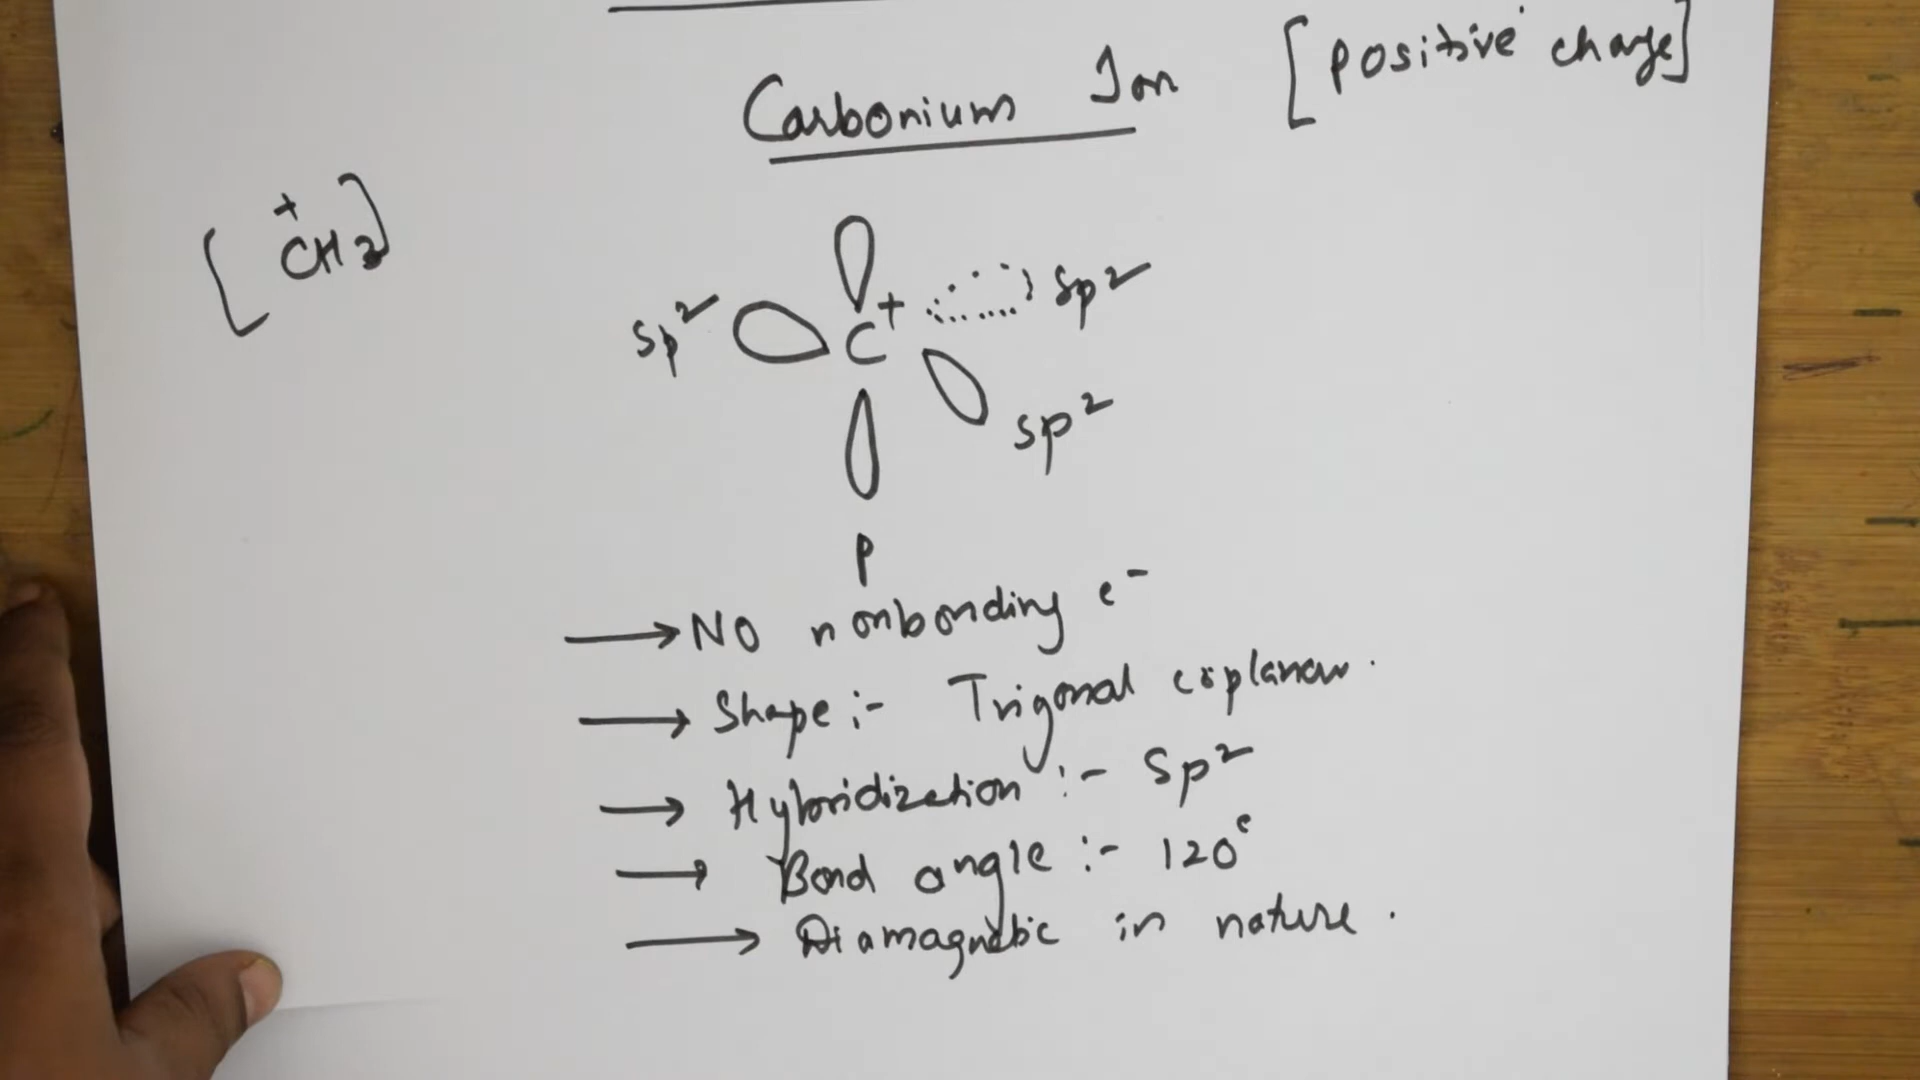 Carbonium Ion [positive charge]
[CH3+]
sp²
C+
sp²
sp²
P
→ NO nonbonding e⁻
→ Shape :- Trigonal coplanar.
→ Hybridization :- Sp²
→ Bond angle :- 120°
→ Diamagnetic in nature.